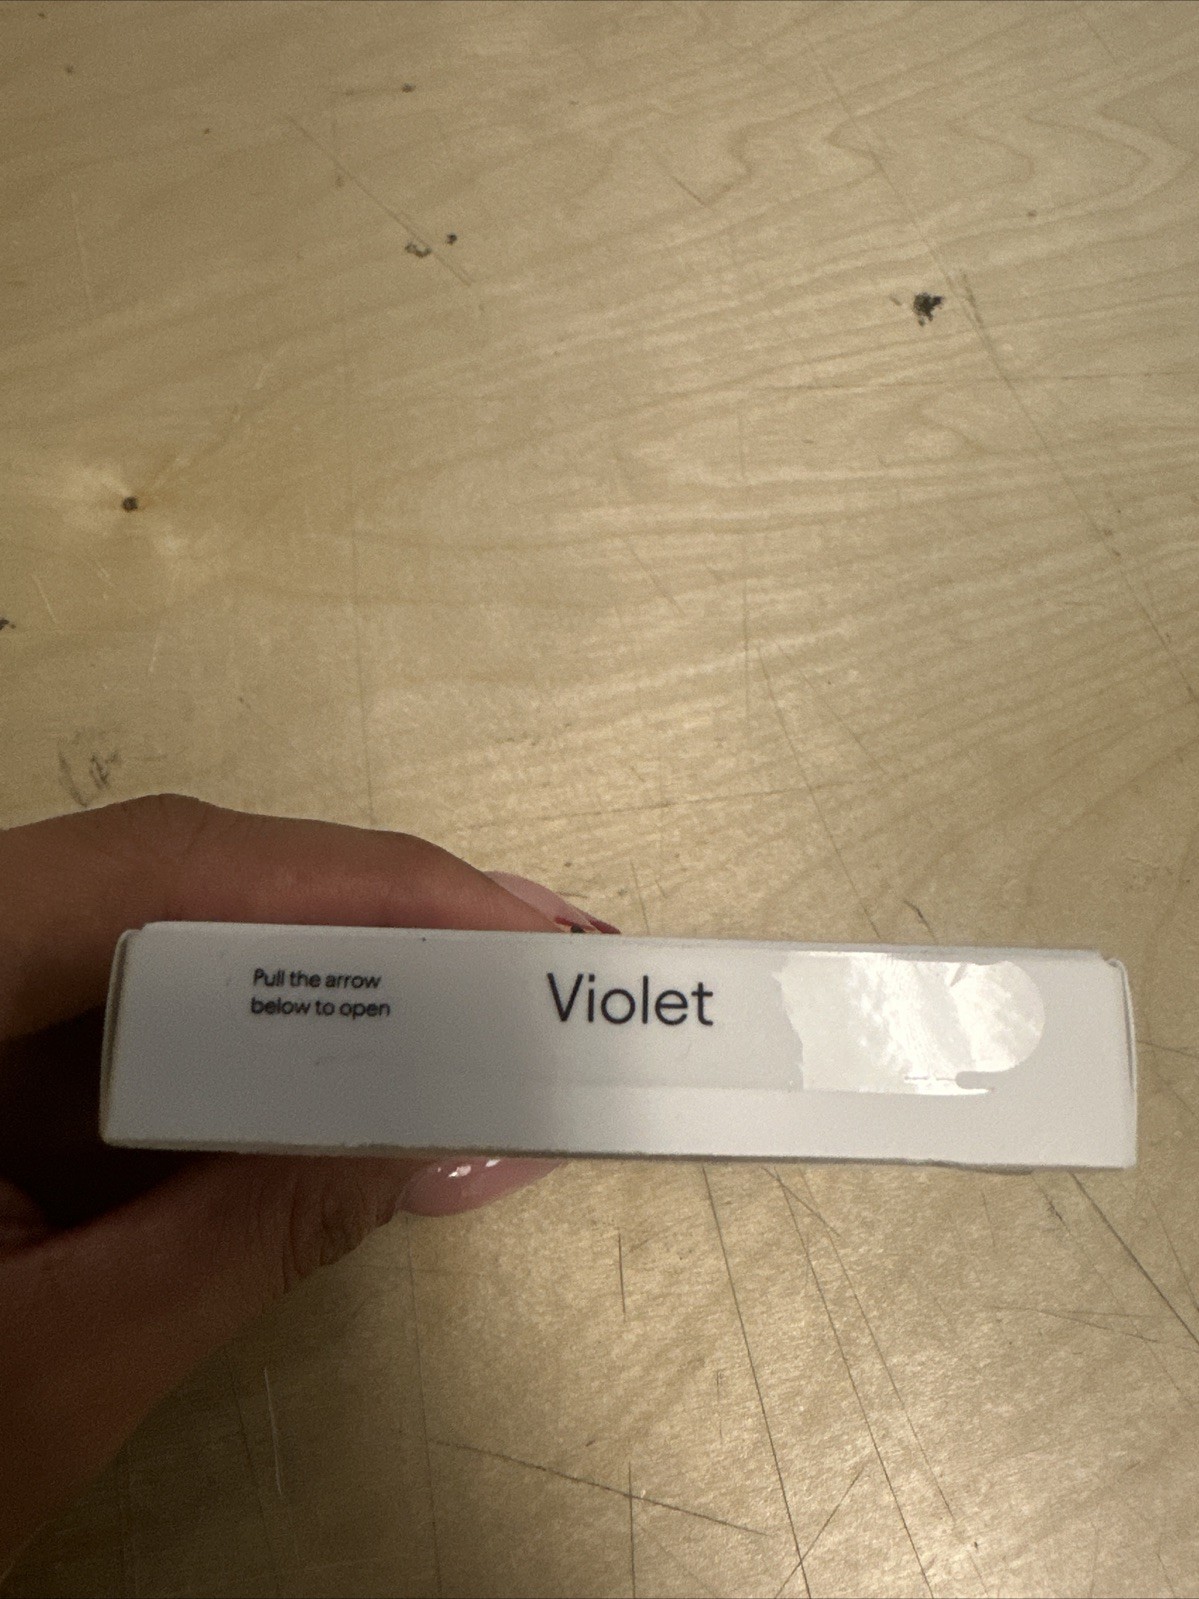 Pull the arrow
below to open
Violet